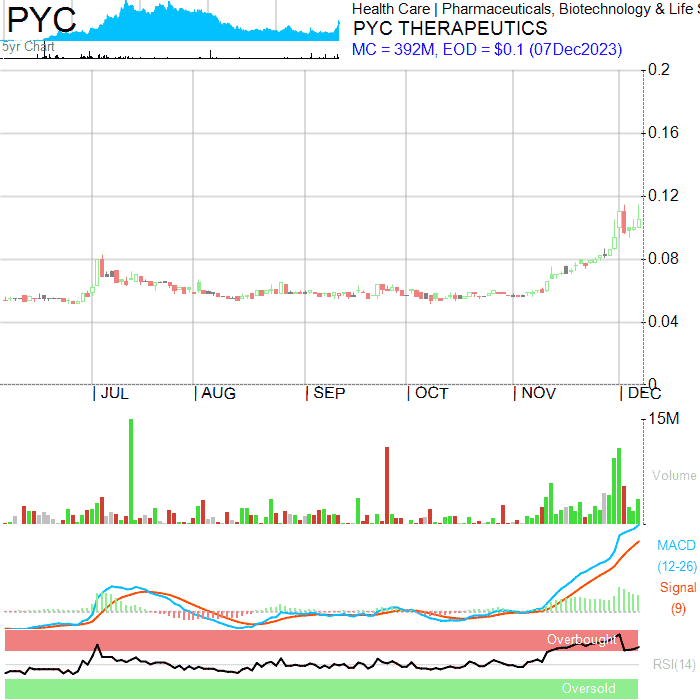 PYC
5yr Chart
Health Care | Pharmaceuticals, Biotechnology & Life S
PYC THERAPEUTICS
MC = 392M, EOD = $0.1 (07Dec2023)
0.2
0.16
0.12
0.08
0.04
0
| JUL | AUG | SEP | OCT | NOV | DEC
15M
Volume
MACD
(12-26)
Signal
(9)
Overbought
RSI(14)
Oversold